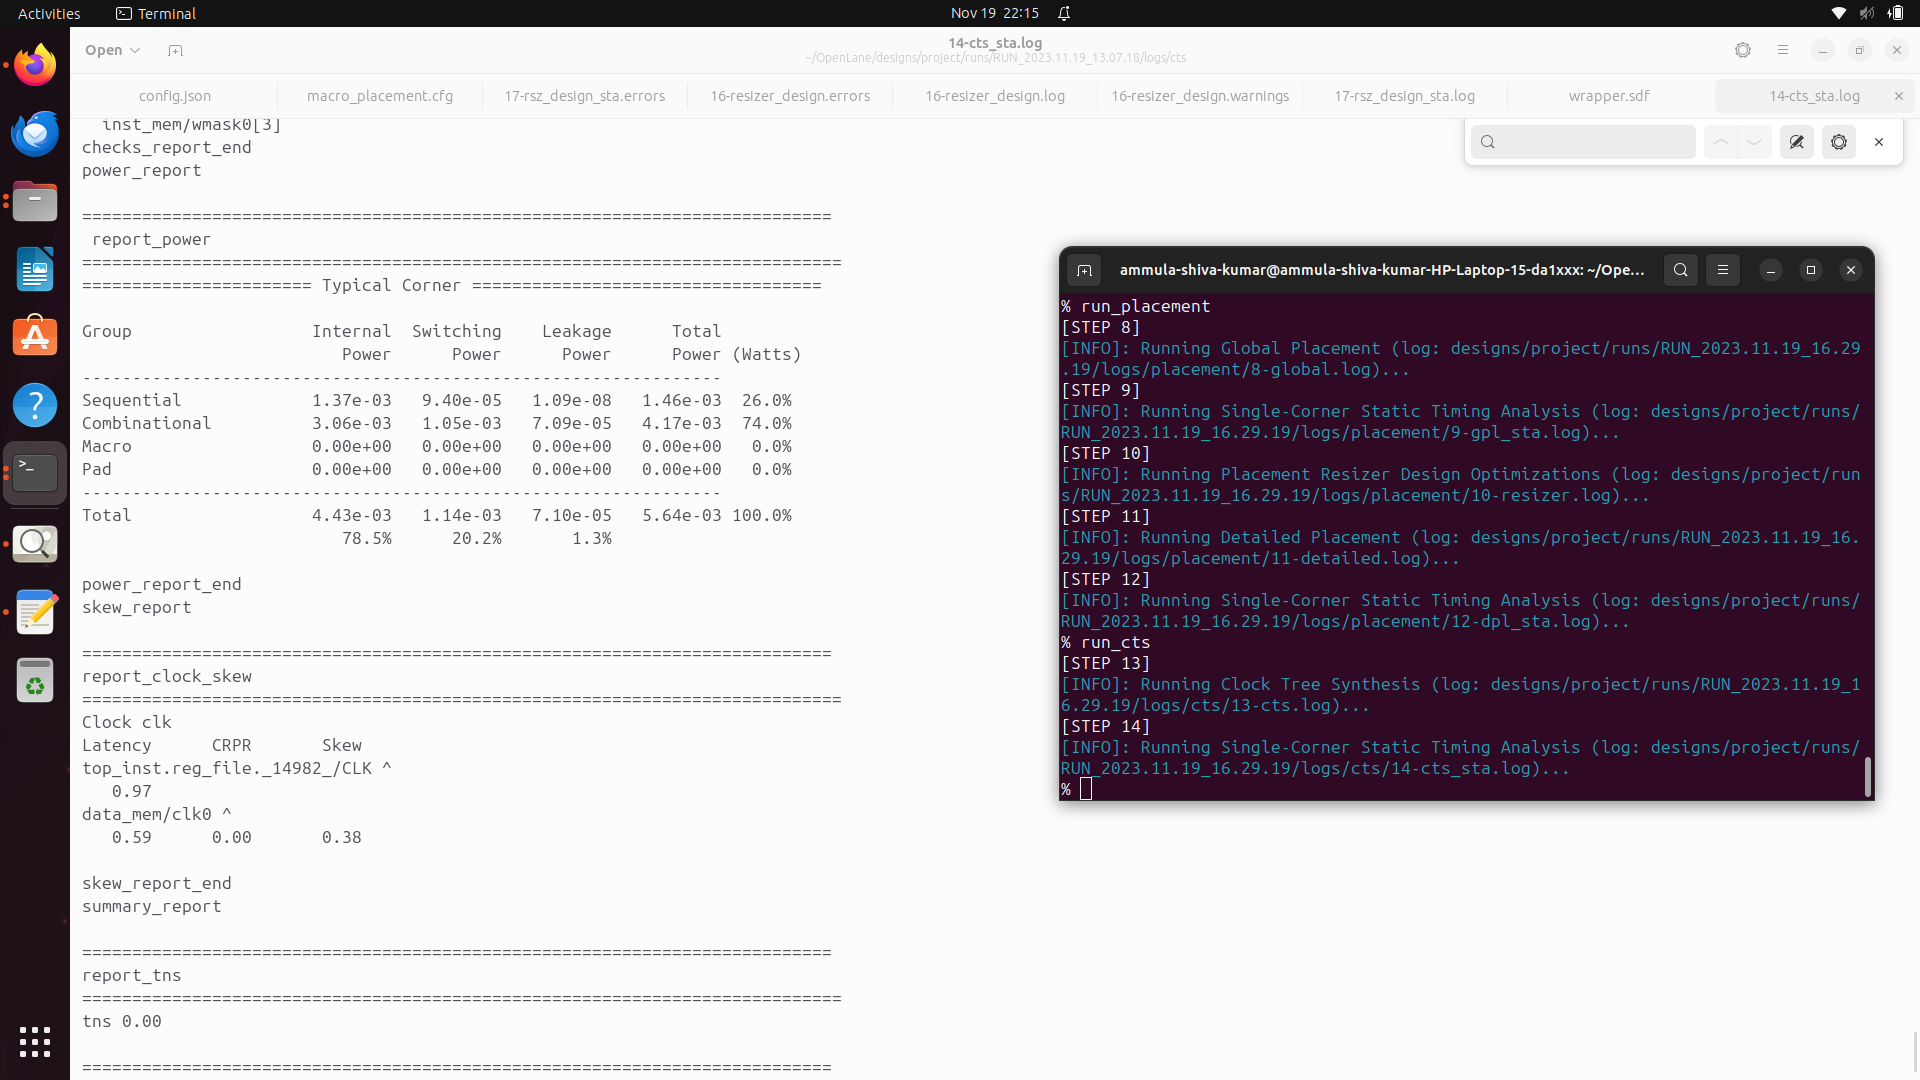 Activities
Terminal
Nov 19 22:15
Open
14-cts_sta.log
~/OpenLane/designs/project/runs/RUN_2023.11.19_13.07.18/logs/cts
config.json
macro_placement.cfg
17-rsz_design_sta.errors
16-resizer_design.errors
16-resizer_design.log
16-resizer_design.warnings
17-rsz_design_sta.log
wrapper.sdf
14-cts_sta.log
inst_mem/wmask0[3]
checks_report_end
power_report
===========================================================================
report_power
============================================================================
======================= Typical Corner ===================================
Group Internal Switching Leakage Total
Power Power Power Power (Watts)
----------------------------------------------------------------
Sequential 1.37e-03 9.40e-05 1.09e-08 1.46e-03 26.0%
Combinational 3.06e-03 1.05e-03 7.09e-05 4.17e-03 74.0%
Macro 0.00e+00 0.00e+00 0.00e+00 0.00e+00 0.0%
Pad 0.00e+00 0.00e+00 0.00e+00 0.00e+00 0.0%
----------------------------------------------------------------
Total 4.43e-03 1.14e-03 7.10e-05 5.64e-03 100.0%
78.5% 20.2% 1.3%
power_report_end
skew_report
===========================================================================
report_clock_skew
============================================================================
Clock clk
Latency CRPR Skew
top_inst.reg_file._14982_/CLK ^
0.97
data_mem/clk0 ^
0.59 0.00 0.38
skew_report_end
summary_report
===========================================================================
report_tns
============================================================================
tns 0.00
===========================================================================
ammula-shiva-kumar@ammula-shiva-kumar-HP-Laptop-15-da1xxx: ~/Ope...
% run_placement
[STEP 8]
[INFO]: Running Global Placement (log: designs/project/runs/RUN_2023.11.19_16.29
.19/logs/placement/8-global.log)...
[STEP 9]
[INFO]: Running Single-Corner Static Timing Analysis (log: designs/project/runs/
RUN_2023.11.19_16.29.19/logs/placement/9-gpl_sta.log)...
[STEP 10]
[INFO]: Running Placement Resizer Design Optimizations (log: designs/project/run
s/RUN_2023.11.19_16.29.19/logs/placement/10-resizer.log)...
[STEP 11]
[INFO]: Running Detailed Placement (log: designs/project/runs/RUN_2023.11.19_16.
29.19/logs/placement/11-detailed.log)...
[STEP 12]
[INFO]: Running Single-Corner Static Timing Analysis (log: designs/project/runs/
RUN_2023.11.19_16.29.19/logs/placement/12-dpl_sta.log)...
% run_cts
[STEP 13]
[INFO]: Running Clock Tree Synthesis (log: designs/project/runs/RUN_2023.11.19_1
6.29.19/logs/cts/13-cts.log)...
[STEP 14]
[INFO]: Running Single-Corner Static Timing Analysis (log: designs/project/runs/
RUN_2023.11.19_16.29.19/logs/cts/14-cts_sta.log)...
%